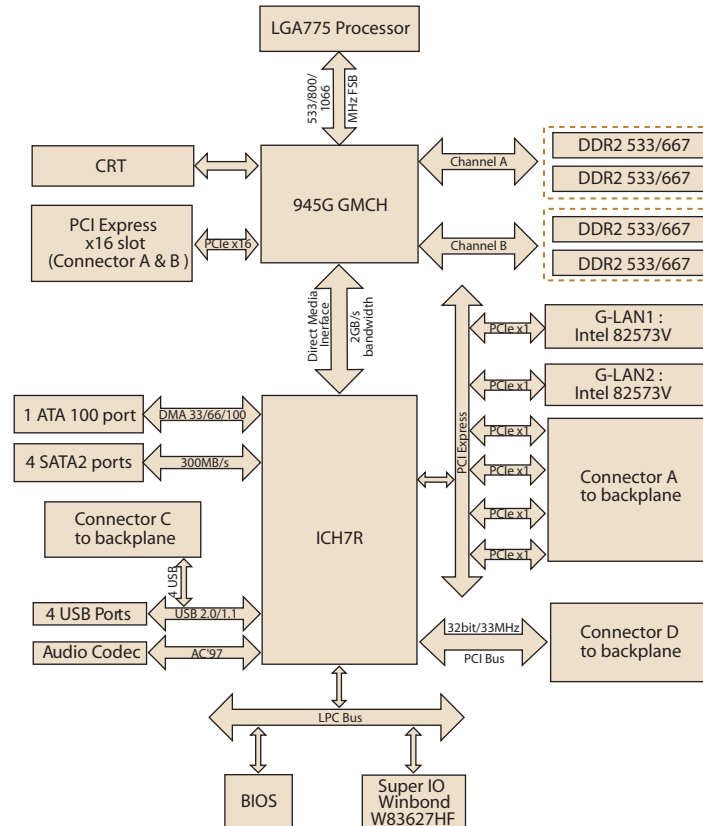 LGA775 Processor
533/800/
1066
MHz FSB
CRT
945G GMCH
Channel A
DDR2 533/667
DDR2 533/667
PCI Express
x16 slot
(Connector A & B )
PCIe x16
Channel B
DDR2 533/667
DDR2 533/667
Direct Media
Inerface
2GB/s
bandwidth
PCI Express
PCIe x1
G-LAN1 :
Intel 82573V
PCIe x1
G-LAN2 :
Intel 82573V
1 ATA 100 port
DMA 33/66/100
4 SATA2 ports
300MB/s
ICH7R
PCIe x1
PCIe x1
PCIe x1
PCIe x1
Connector A
to backplane
Connector C
to backplane
4 USB
4 USB Ports
USB 2.0/1.1
Audio Codec
AC'97
32bit/33MHz
PCI Bus
Connector D
to backplane
LPC Bus
BIOS
Super IO
Winbond
W83627HF